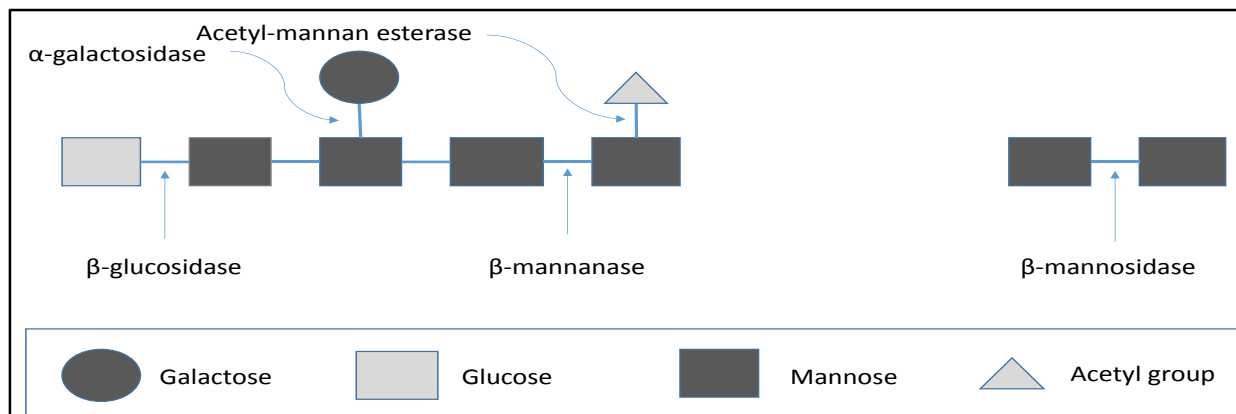 Acetyl-mannan esterase
α-galactosidase
β-glucosidase
β-mannanase
β-mannosidase
Galactose
Glucose
Mannose
Acetyl group